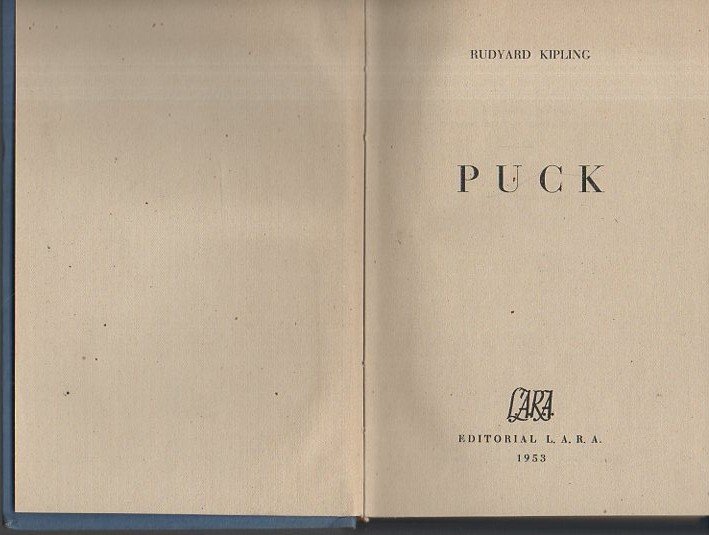 RUDYARD KIPLING
PUCK
LARA
EDITORIAL L. A. R. A.
1953